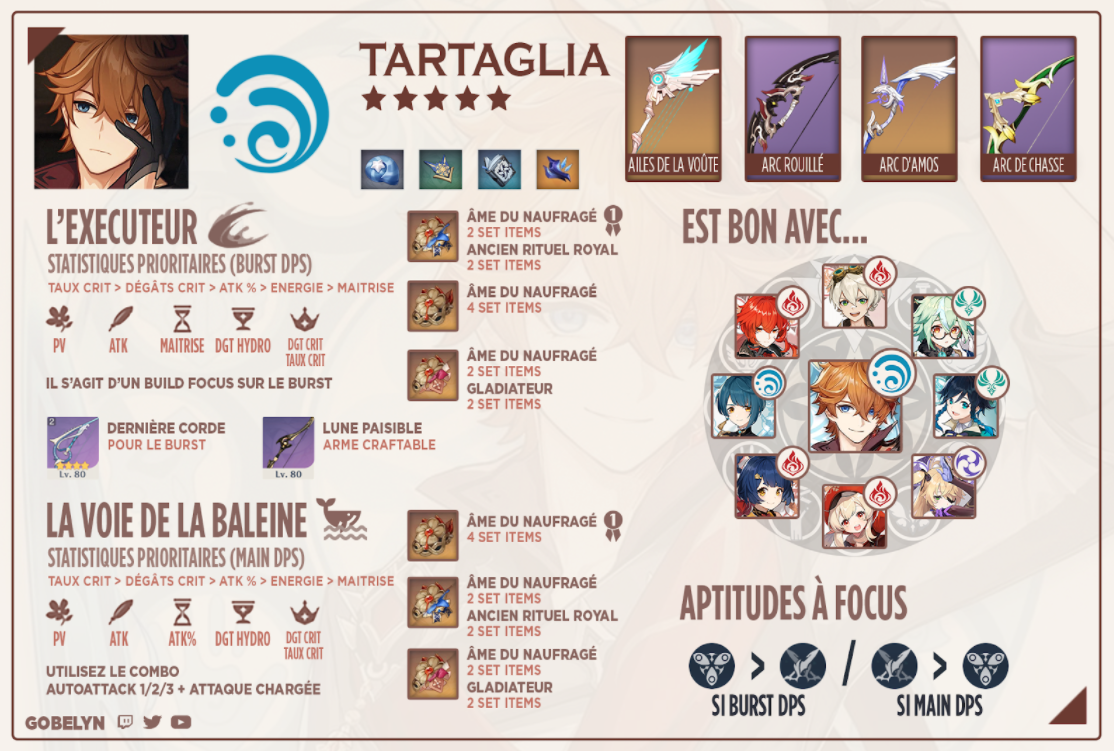 TARTAGLIA
AILES DE LA VOÛTE
ARC ROUILLÉ
ARC D'AMOS
ARC DE CHASSE
L'EXECUTEUR
STATISTIQUES PRIORITAIRES (BURST DPS)
TAUX CRIT > DÉGÂTS CRIT > ATK % > ENERGIE > MAITRISE
PV
ATK
MAITRISE
DGT HYDRO
DGT CRIT
TAUX CRIT
IL S'AGIT D'UN BUILD FOCUS SUR LE BURST
2
Lv. 80
DERNIÈRE CORDE
POUR LE BURST
Lv. 80
LUNE PAISIBLE
ARME CRAFTABLE
ÂME DU NAUFRAGÉ 1
2 SET ITEMS
ANCIEN RITUEL ROYAL
2 SET ITEMS
ÂME DU NAUFRAGÉ
4 SET ITEMS
ÂME DU NAUFRAGÉ
2 SET ITEMS
GLADIATEUR
2 SET ITEMS
LA VOIE DE LA BALEINE
STATISTIQUES PRIORITAIRES (MAIN DPS)
TAUX CRIT > DÉGÂTS CRIT > ATK % > ENERGIE > MAITRISE
PV
ATK
ATK%
DGT HYDRO
DGT CRIT
TAUX CRIT
UTILISEZ LE COMBO
AUTOATTACK 1/2/3 + ATTAQUE CHARGÉE
ÂME DU NAUFRAGÉ 1
4 SET ITEMS
ÂME DU NAUFRAGÉ
2 SET ITEMS
ANCIEN RITUEL ROYAL
2 SET ITEMS
ÂME DU NAUFRAGÉ
2 SET ITEMS
GLADIATEUR
2 SET ITEMS
EST BON AVEC...
APTITUDES À FOCUS
> / >
SI BURST DPS
SI MAIN DPS
GOBELYN